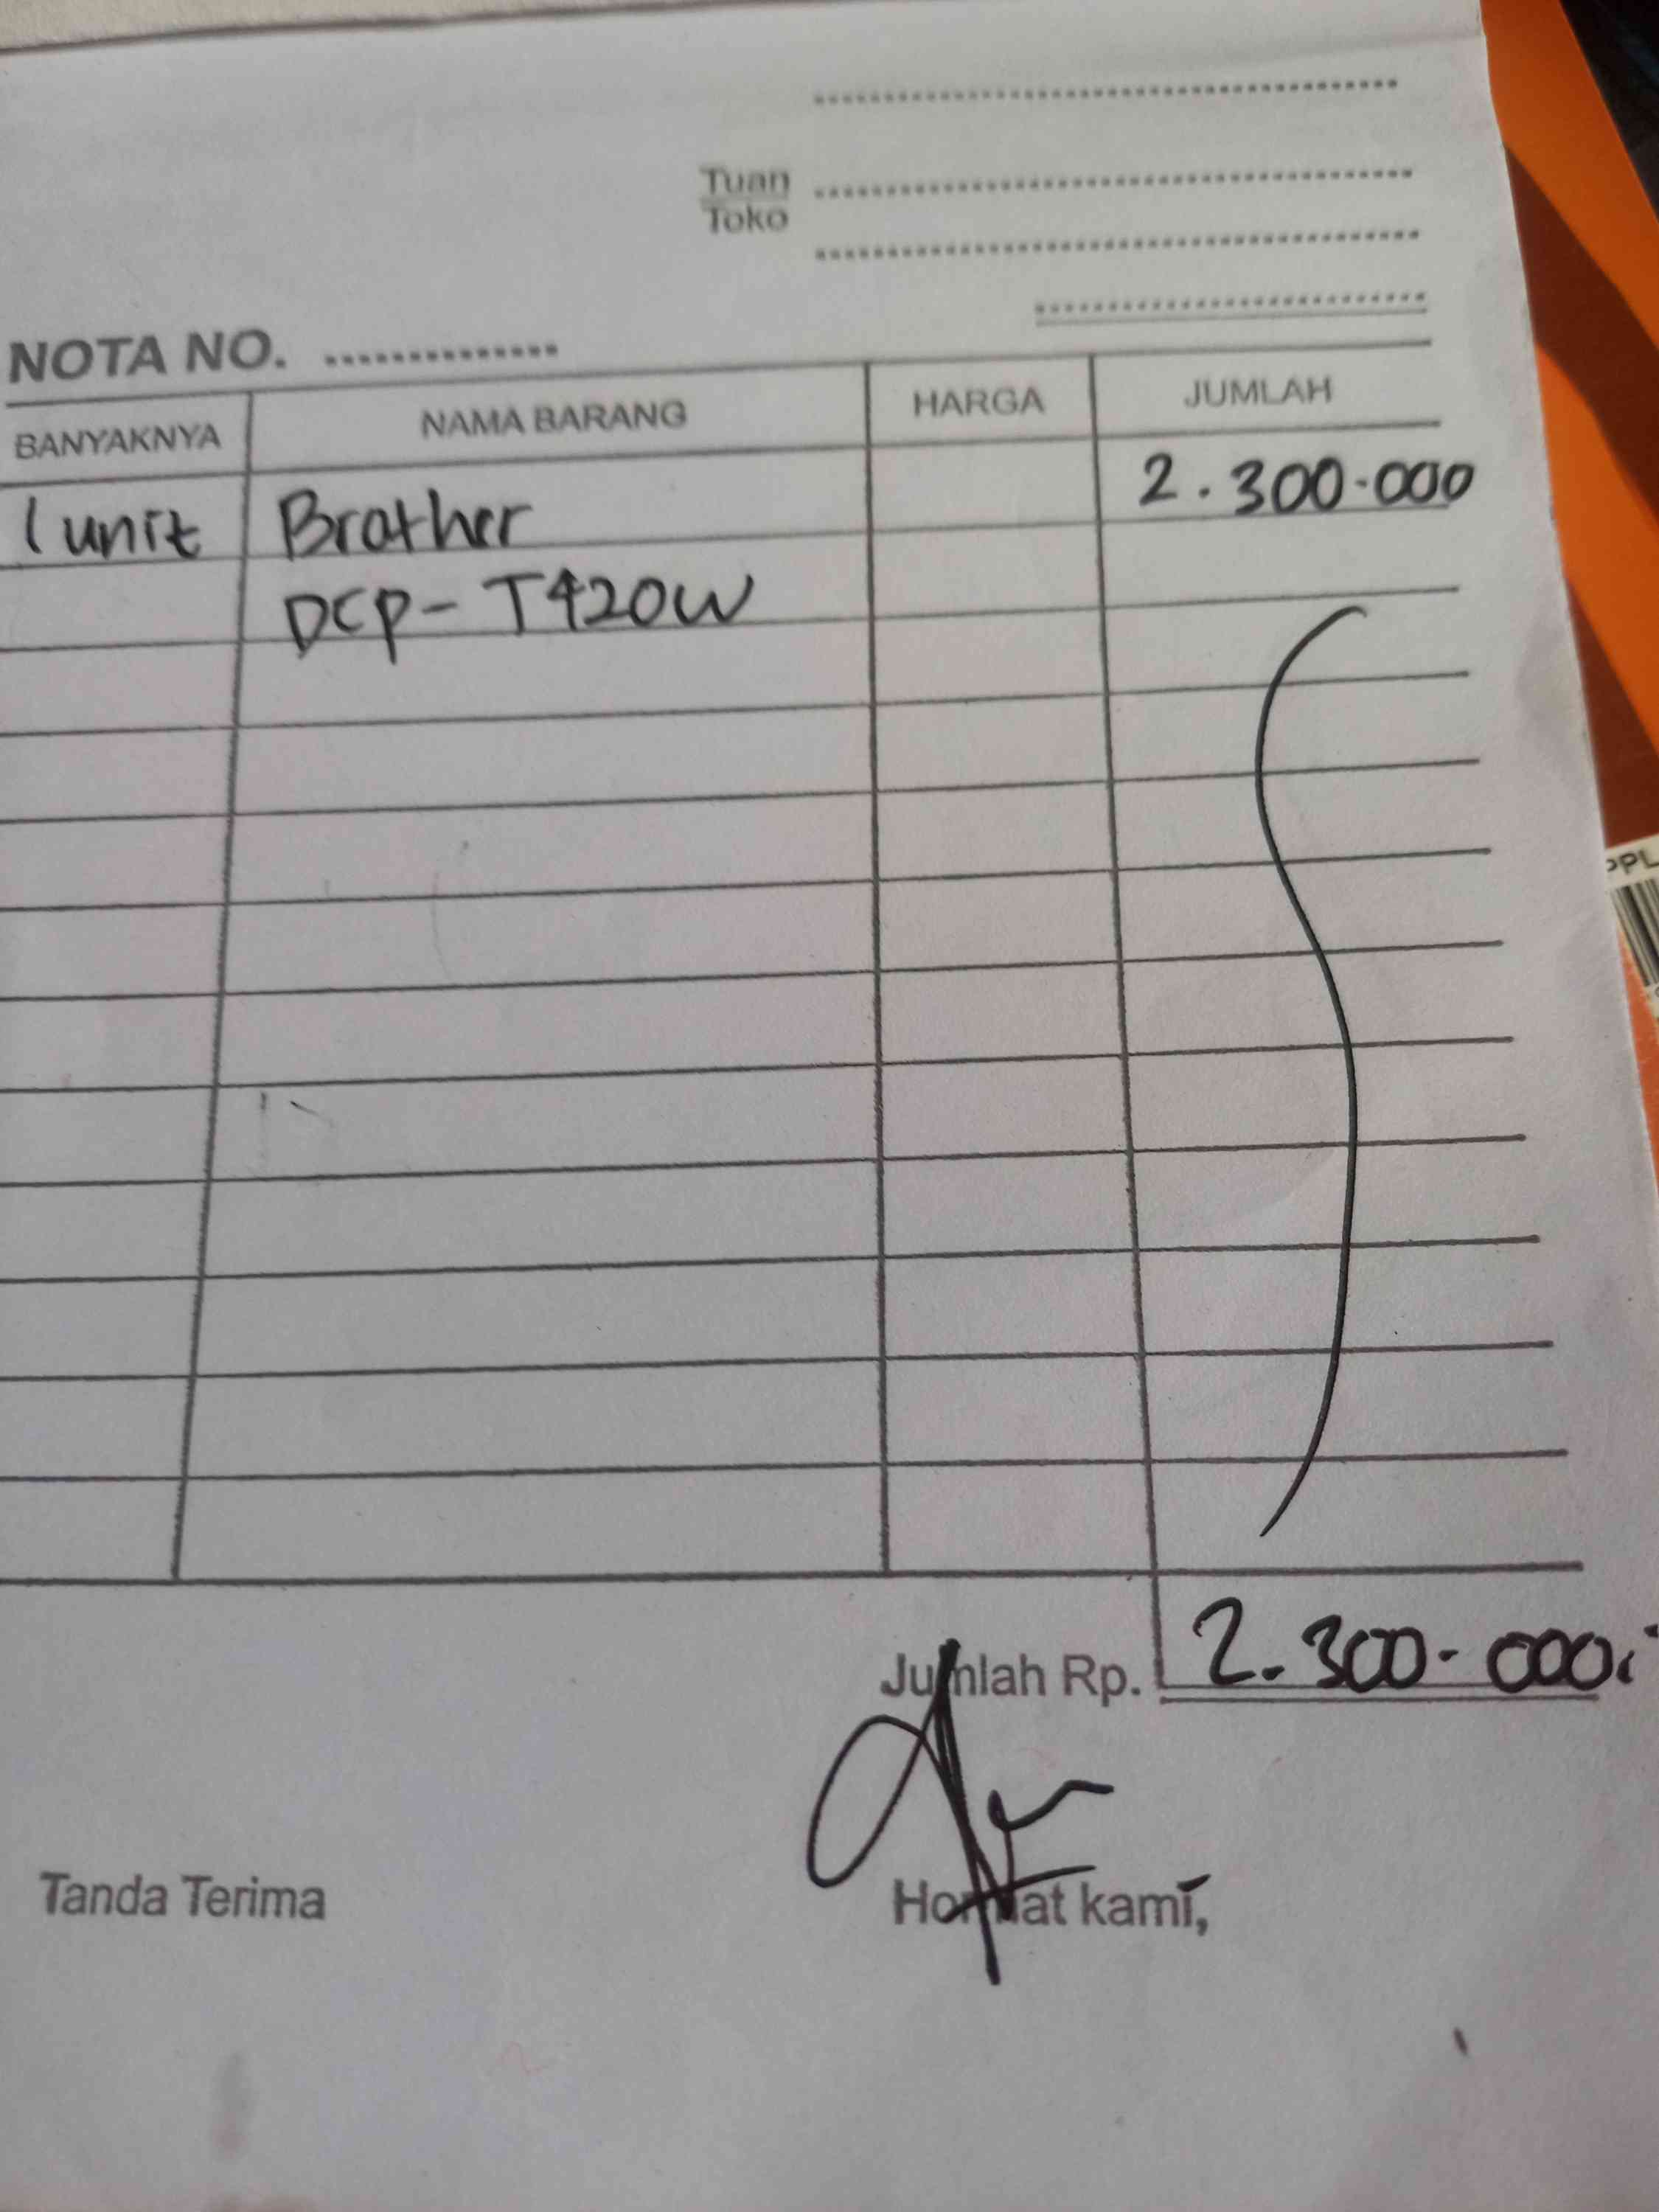 Tuan
Toko
NOTA NO.
BANYAKNYA NAMA BARANG HARGA JUMLAH
1 unit Brother 2.300.000
DCP-T420W
Jumlah Rp. 2.300.000,-
Tanda Terima Hormat kami,
PPL